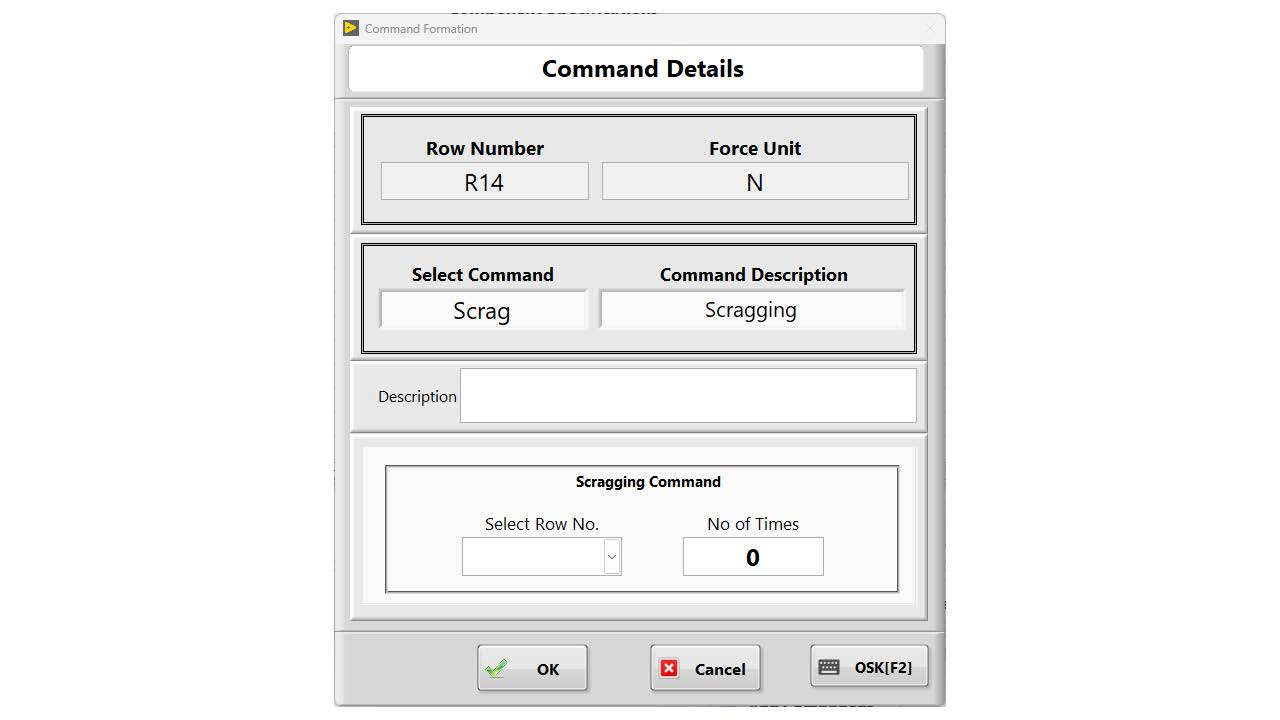 Command Formation
Command Details
Row Number
Force Unit
R14
N
Select Command
Command Description
Scrag
Scragging
Description
Scragging Command
Select Row No.
No of Times
0
OK
Cancel
OSK[F2]